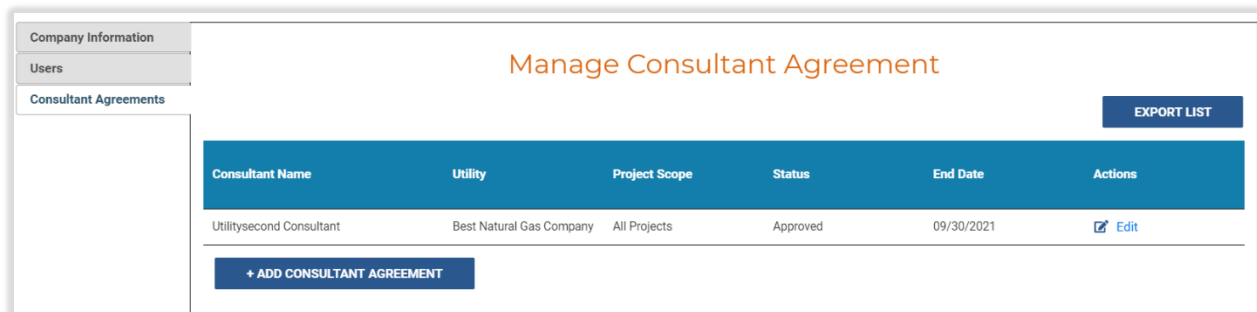 Company Information
Users
Consultant Agreements
Manage Consultant Agreement
EXPORT LIST
Consultant Name Utility Project Scope Status End Date Actions
Utilitysecond Consultant Best Natural Gas Company All Projects Approved 09/30/2021 Edit
+ ADD CONSULTANT AGREEMENT